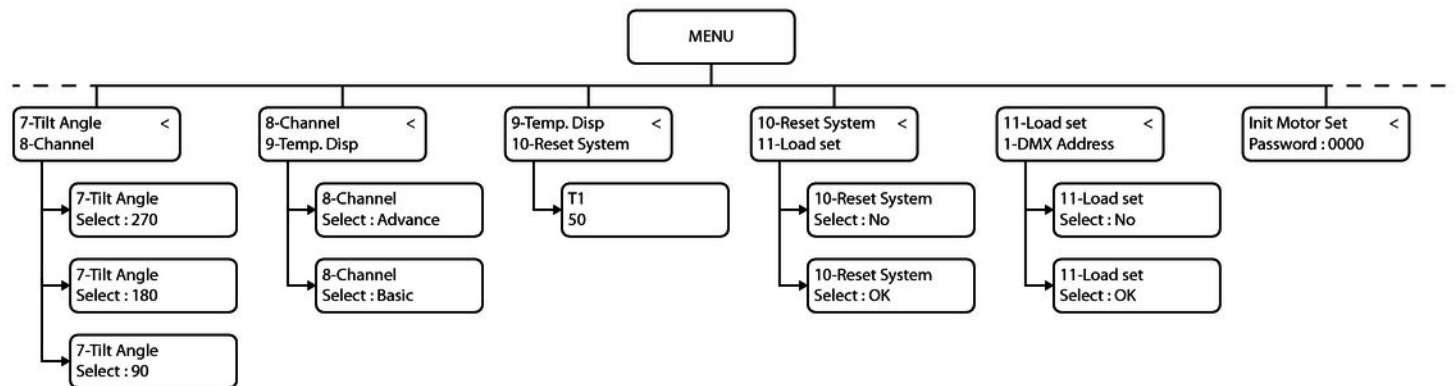 MENU
7-Tilt Angle <
8-Channel
8-Channel <
9-Temp. Disp
9-Temp. Disp <
10-Reset System
10-Reset System <
11-Load set
11-Load set <
1-DMX Address
Init Motor Set <
Password : 0000
7-Tilt Angle
Select : 270
7-Tilt Angle
Select : 180
7-Tilt Angle
Select : 90
8-Channel
Select : Advance
8-Channel
Select : Basic
T1
50
10-Reset System
Select : No
10-Reset System
Select : OK
11-Load set
Select : No
11-Load set
Select : OK